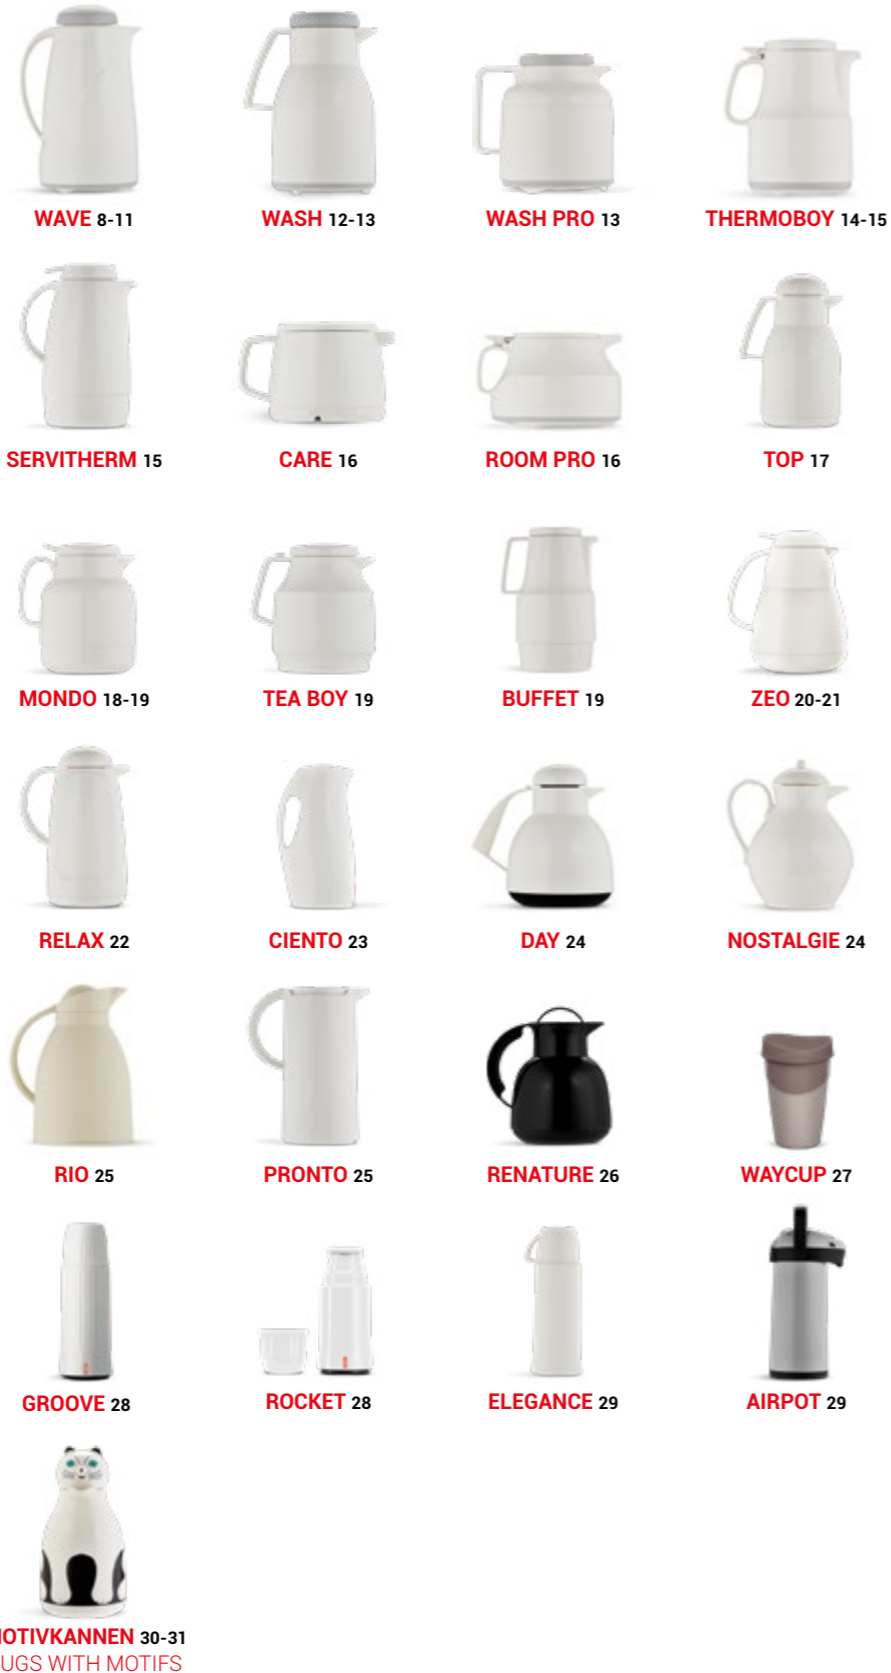 WAVE 8-11
WASH 12-13
WASH PRO 13
THERMOBOY 14-15
SERVITHERM 15
CARE 16
ROOM PRO 16
TOP 17
MONDO 18-19
TEA BOY 19
BUFFET 19
ZEO 20-21
RELAX 22
CIENTO 23
DAY 24
NOSTALGIE 24
RIO 25
PRONTO 25
RENATURE 26
WAYCUP 27
GROOVE 28
ROCKET 28
ELEGANCE 29
AIRPOT 29
OTIVKANNEN 30-31
UGS WITH MOTIFS